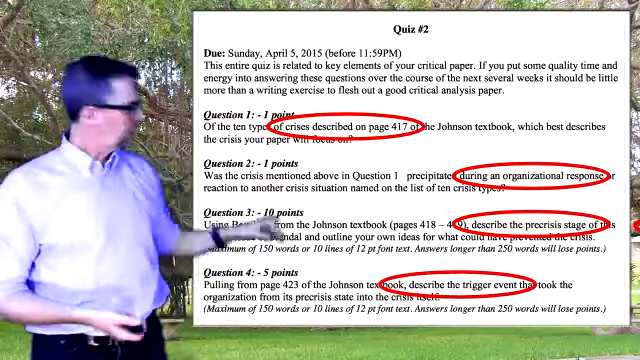 Quiz #2
Due: Sunday, April 5, 2015 (before 11:59PM)
This entire quiz is related to key elements of your critical paper. If you put some quality time and
energy into answering these questions over the course of the next several weeks it should be little
more than a writing exercise to flesh out a good critical analysis paper.
Question 1: - 1 point
Of the ten types of crises described on page 417 of the Johnson textbook, which best describes
the crisis your paper will focus on?
Question 2: - 1 points
Was the crisis mentioned above in Question 1 precipitated during an organizational response or
reaction to another crisis situation named on the list of ten crisis types?
Question 3: - 10 points
Using from the Johnson textbook (pages 418 – 419), describe the precrisis stage of this
and outline your own ideas for what could have prevented the crisis.
(Maximum of 150 words or 10 lines of 12 pt font text. Answers longer than 250 words will lose points.)
Question 4: - 5 points
Pulling from page 423 of the Johnson textbook, describe the trigger event that took the
organization from its precrisis state into the crisis itself.
(Maximum of 150 words or 10 lines of 12 pt font text. Answers longer than 250 words will lose points.)